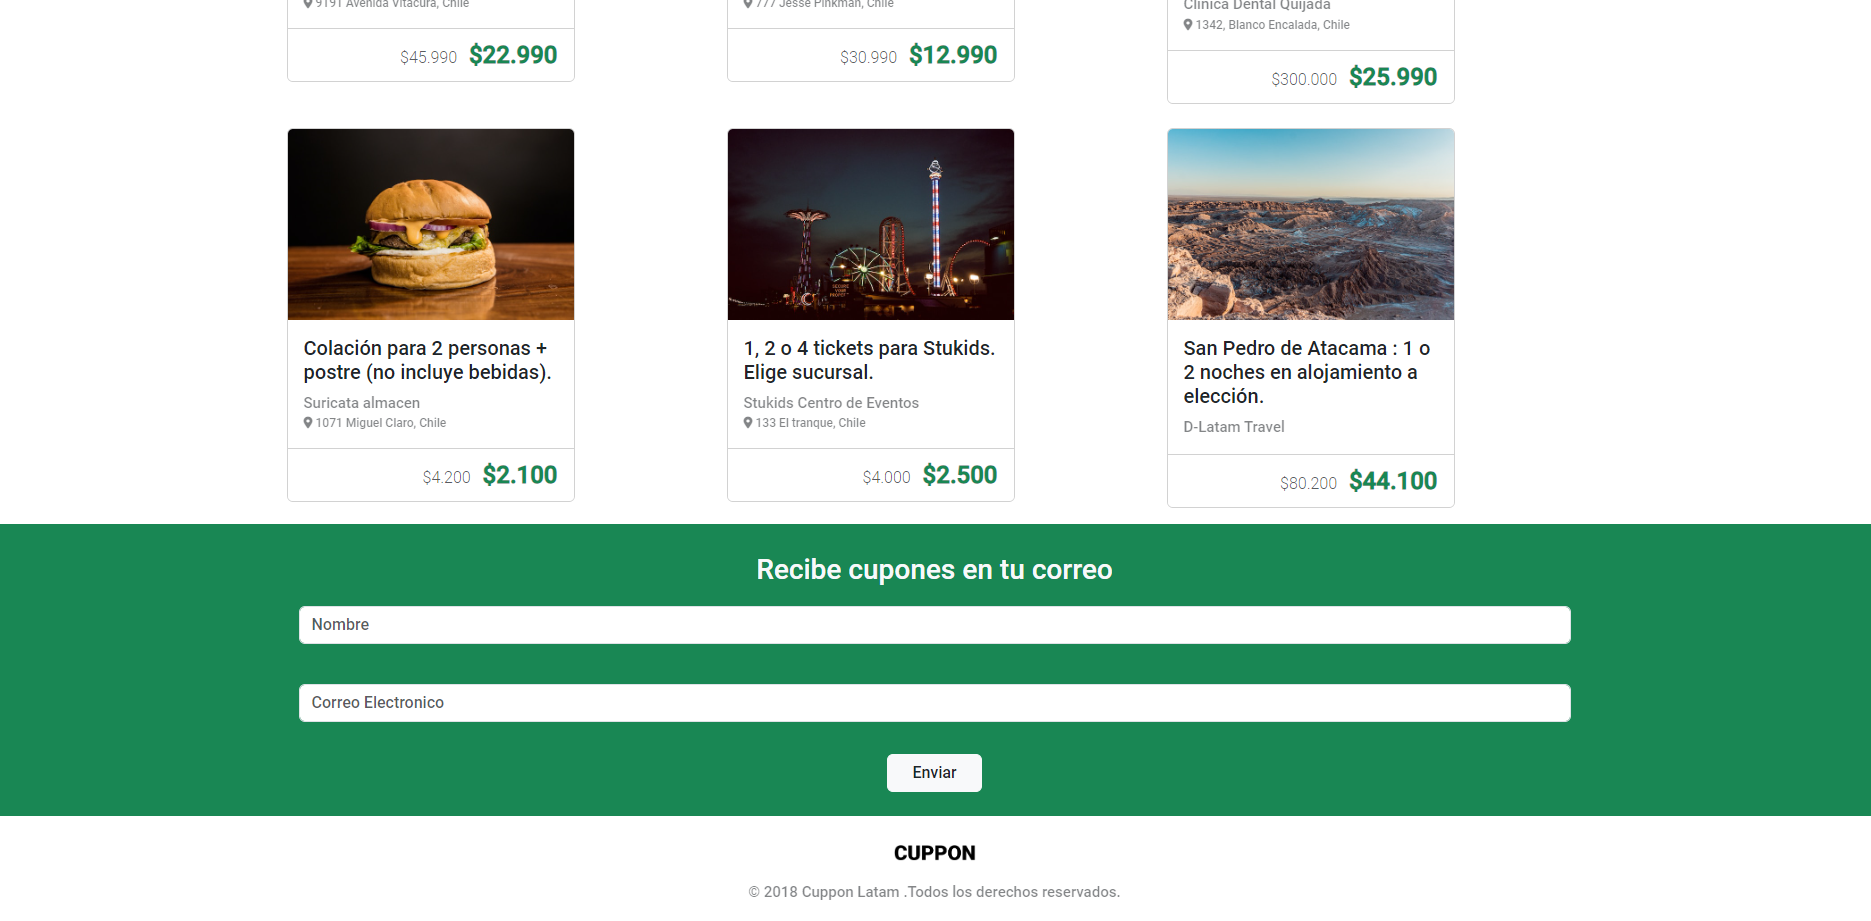 9191 Avenida Vitacura, Chile
$45.990 $22.990
777 Jesse Pinkman, Chile
$30.990 $12.990
Clinica Dental Quijada
1342, Blanco Encalada, Chile
$300.000 $25.990
Colación para 2 personas +
postre (no incluye bebidas).
Suricata almacen
1071 Miguel Claro, Chile
$4.200 $2.100
1, 2 o 4 tickets para Stukids.
Elige sucursal.
Stukids Centro de Eventos
133 El tranque, Chile
$4.000 $2.500
San Pedro de Atacama : 1 o
2 noches en alojamiento a
elección.
D-Latam Travel
$80.200 $44.100
Recibe cupones en tu correo
Nombre
Correo Electronico
Enviar
CUPPON
© 2018 Cuppon Latam .Todos los derechos reservados.